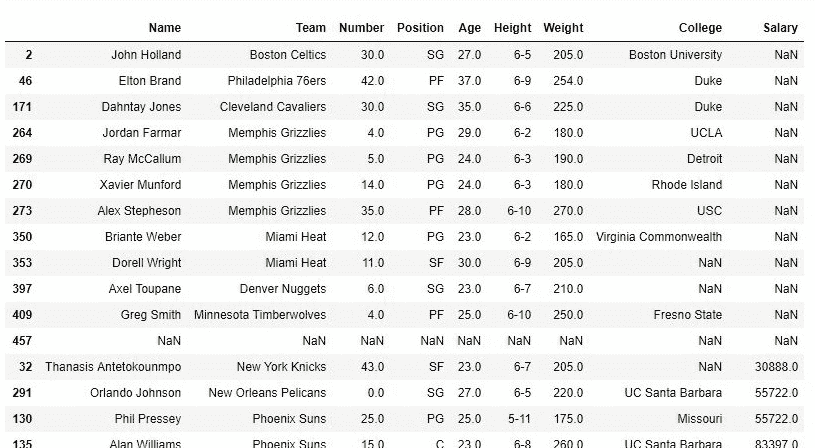 Name Team Number Position Age Height Weight College Salary
2 John Holland Boston Celtics 30.0 SG 27.0 6-5 205.0 Boston University NaN
46 Elton Brand Philadelphia 76ers 42.0 PF 37.0 6-9 254.0 Duke NaN
171 Dahntay Jones Cleveland Cavaliers 30.0 SG 35.0 6-6 225.0 Duke NaN
264 Jordan Farmar Memphis Grizzlies 4.0 PG 29.0 6-2 180.0 UCLA NaN
269 Ray McCallum Memphis Grizzlies 5.0 PG 24.0 6-3 190.0 Detroit NaN
270 Xavier Munford Memphis Grizzlies 14.0 PG 24.0 6-3 180.0 Rhode Island NaN
273 Alex Stepheson Memphis Grizzlies 35.0 PF 28.0 6-10 270.0 USC NaN
350 Briante Weber Miami Heat 12.0 PG 23.0 6-2 165.0 Virginia Commonwealth NaN
353 Dorell Wright Miami Heat 11.0 SF 30.0 6-9 205.0 NaN NaN
397 Axel Toupane Denver Nuggets 6.0 SG 23.0 6-7 210.0 NaN NaN
409 Greg Smith Minnesota Timberwolves 4.0 PF 25.0 6-10 250.0 Fresno State NaN
457 NaN NaN NaN NaN NaN NaN NaN NaN NaN
32 Thanasis Antetokounmpo New York Knicks 43.0 SF 23.0 6-7 205.0 NaN 30888.0
291 Orlando Johnson New Orleans Pelicans 0.0 SG 27.0 6-5 220.0 UC Santa Barbara 55722.0
130 Phil Pressey Phoenix Suns 25.0 PG 25.0 5-11 175.0 Missouri 55722.0
135 Alan Williams Phoenix Suns 15.0 C 23.0 6-8 260.0 UC Santa Barbara 83397.0